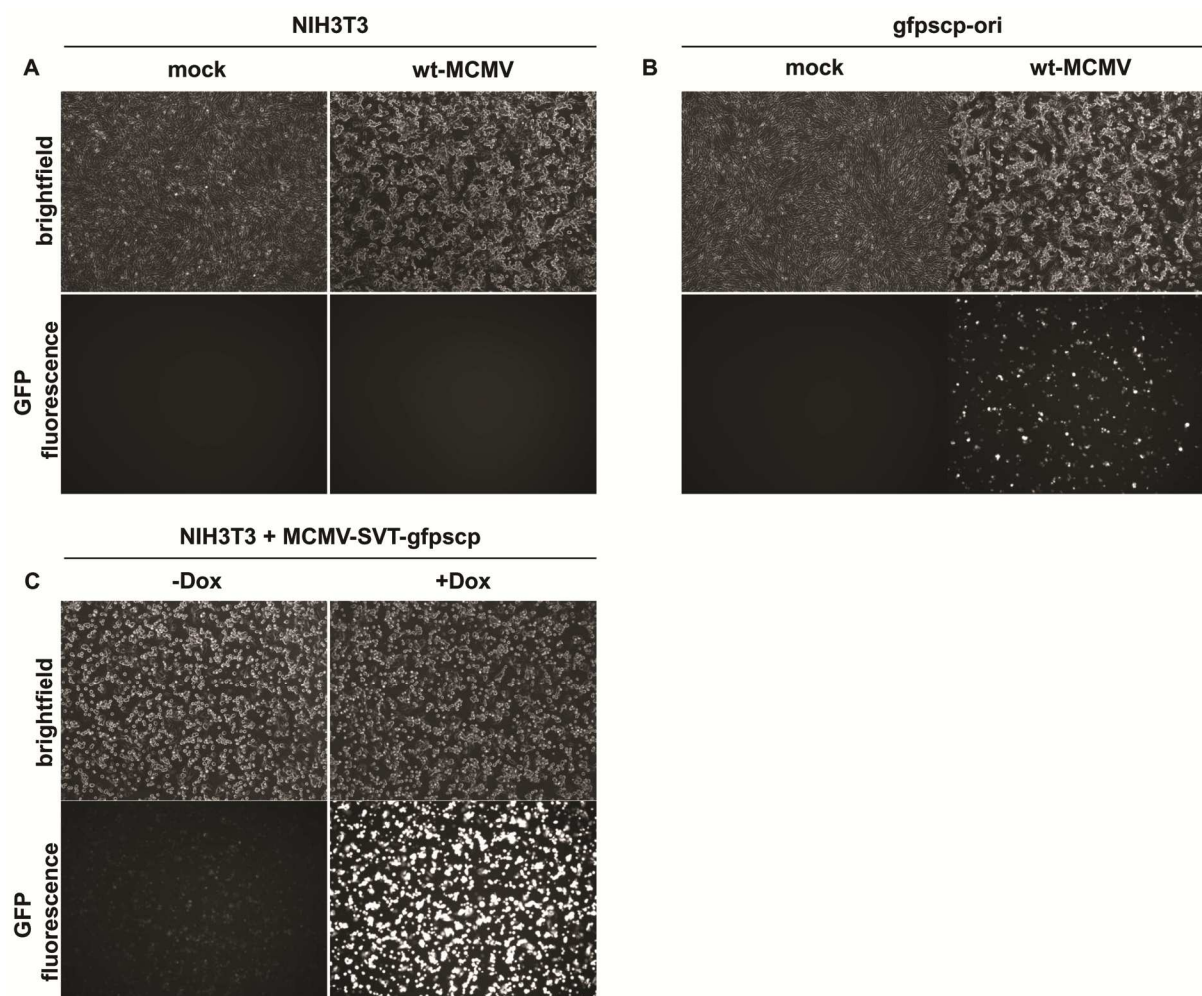 NIH3T3
gfpscp-ori
A
mock
wt-MCMV
B
mock
wt-MCMV
brightfield
GFP
fluorescence
NIH3T3 + MCMV-SVT-gfpscp
C
-Dox
+Dox
brightfield
GFP
fluorescence